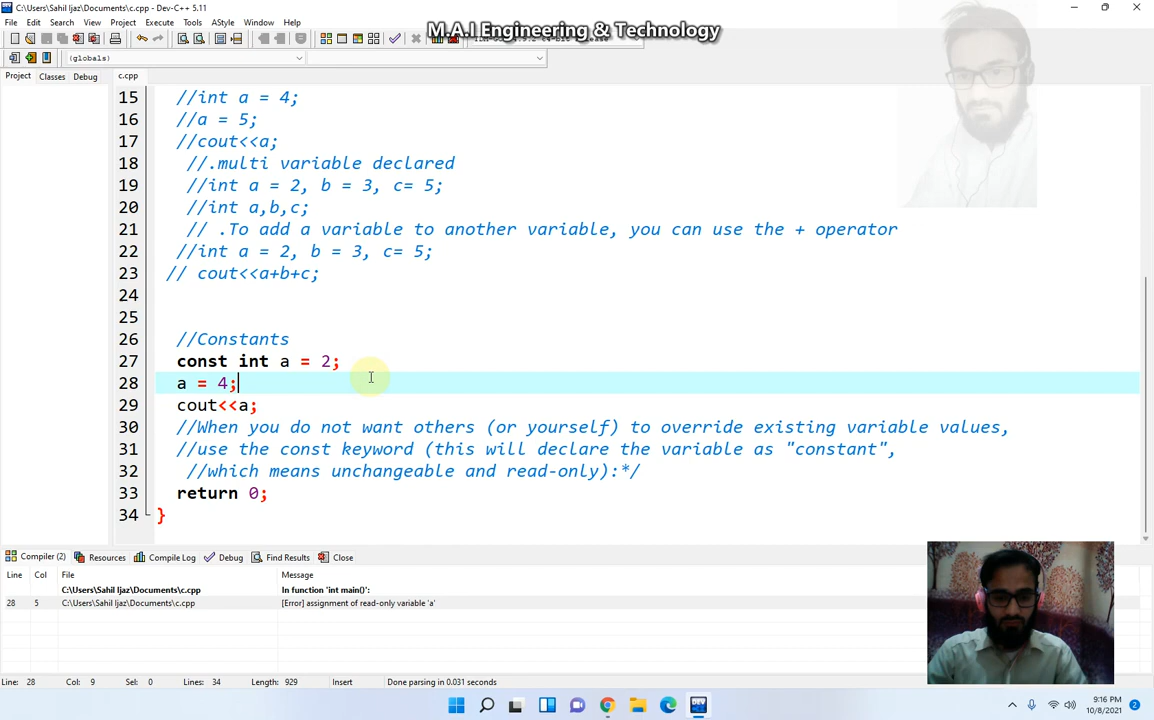 C:\Users\Sahil Ijaz\Documents\c.cpp - Dev-C++ 5.11
File Edit Search View Project Execute Tools AStyle Window Help
M.A.I Engineering & Technology
(globals)
Project Classes Debug c.cpp
15 //int a = 4;
16 //a = 5;
17 //cout<<a;
18 //.multi variable declared
19 //int a = 2, b = 3, c= 5;
20 //int a,b,c;
21 // .To add a variable to another variable, you can use the + operator
22 //int a = 2, b = 3, c= 5;
23 // cout<<a+b+c;
24
25
26 //Constants
27 const int a = 2;
28 a = 4;
29 cout<<a;
30 //When you do not want others (or yourself) to override existing variable values,
31 //use the const keyword (this will declare the variable as "constant",
32 //which means unchangeable and read-only):*/
33 return 0;
34 }
Compiler (2) Resources Compile Log Debug Find Results Close
Line Col File Message
C:\Users\Sahil Ijaz\Documents\c.cpp In function 'int main()':
28 5 C:\Users\Sahil Ijaz\Documents\c.cpp [Error] assignment of read-only variable 'a'
Line: 28 Col: 9 Sel: 0 Lines: 34 Length: 929 Insert Done parsing in 0.031 seconds
DEV
9:16 PM
10/8/2021
2